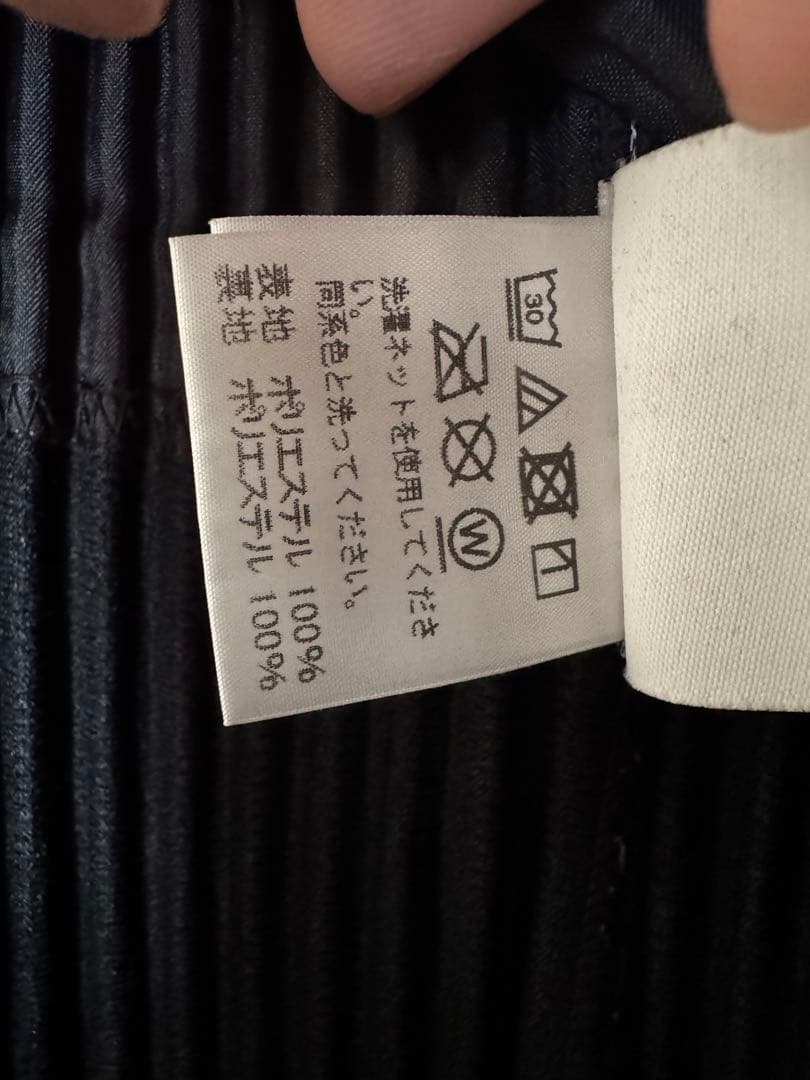 30
W
洗濯ネットを使用してくださ
い。
同系色と洗ってください。
表地 ポリエステル 100%
裏地 ポリエステル 100%